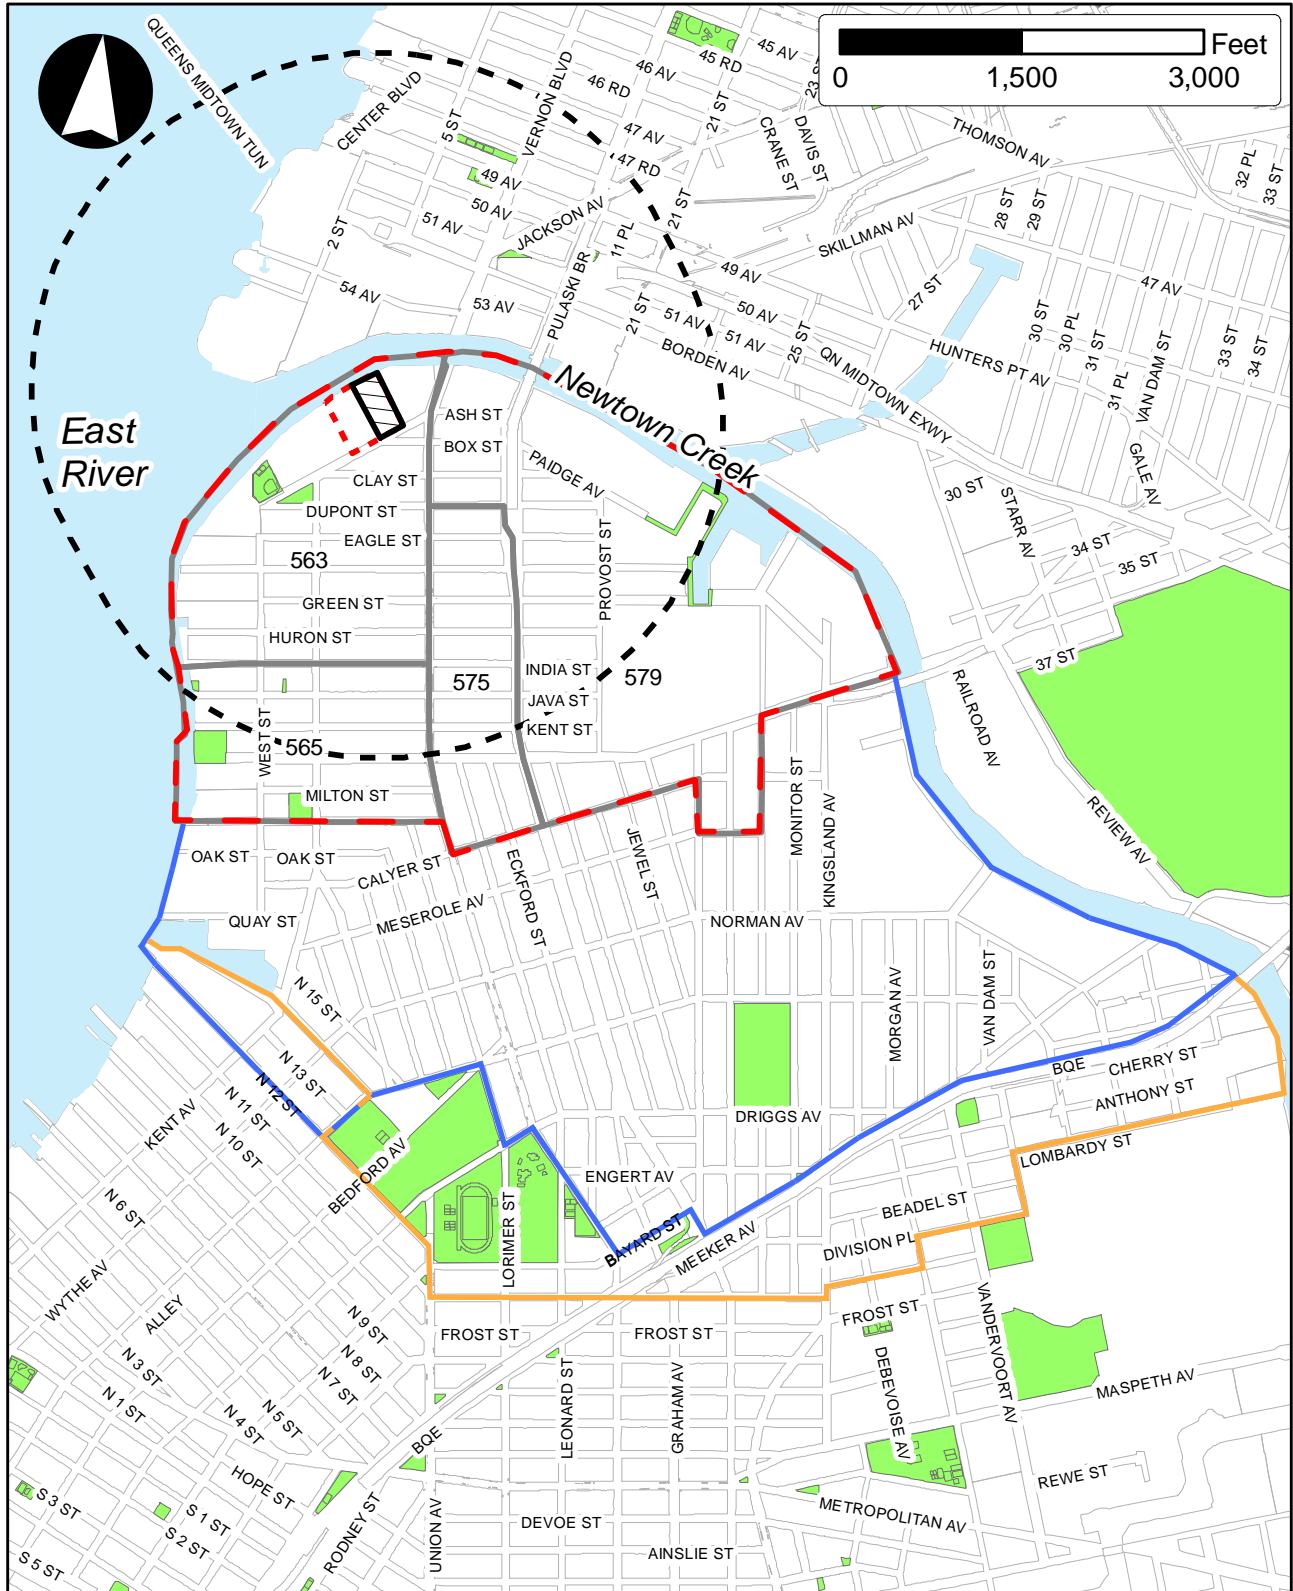 QUEENS MIDTOWN TUN
CENTER BLVD
5 ST
VERNON BLVD
45 AV
45 RD
46 AV
46 RD
47 AV
47 RD
21 ST
CRANE ST
DAVIS ST
Feet
0
1,500
3,000
THOMSON AV
32 PL
33 ST
28 ST
29 ST
49 AV
50 AV
51 AV
JACKSON AV
2 ST
11 PL
21 ST
SKILLMAN AV
49 AV
27 ST
47 AV
54 AV
53 AV
PULASKI BR
21 ST
50 AV
51 AV
51 AV
25 ST
BORDEN AV
QN MIDTOWN EXWY
HUNTERS PT AV
30 ST
30 PL
31 ST
31 PL
VAN DAM ST
33 ST
34 ST
GALE AV
Newtown Creek
East
River
ASH ST
BOX ST
PAIDGE AV
CLAY ST
DUPONT ST
EAGLE ST
563
PROVOST ST
30 ST
STARR AV
34 ST
35 ST
GREEN ST
HURON ST
INDIA ST
575
579
JAVA ST
KENT ST
37 ST
RAILROAD AV
WEST ST
565
MILTON ST
MONITOR ST
KINGSLAND AV
REVIEW AV
OAK ST
OAK ST
CALYER ST
ECKFORD ST
JEWEL ST
QUAY ST
MESEROLE AV
NORMAN AV
N 15 ST
MORGAN AV
VAN DAM ST
N 13 ST
N 12 ST
N 11 ST
N 10 ST
KENT AV
BQE
CHERRY ST
ANTHONY ST
DRIGGS AV
BEDFORD AV
LOMBARDY ST
ENGERT AV
N 6 ST
LORIMER ST
BAYARD ST
MEEKER AV
BEADEL ST
DIVISION PL
WYTHE AV
ALLEY
N 9 ST
N 8 ST
N 7 ST
FROST ST
FROST ST
FROST ST
VANDERVOORT AV
N 3 ST
N 1 ST
N 5 ST
N 4 ST
LEONARD ST
GRAHAM AV
DEBEVOISE AV
MASPETH AV
BQE
HOPE ST
REWE ST
S 3 ST
S 1 ST
S 2 ST
S 5 ST
RODNEY ST
UNION AV
DEVOE ST
METROPOLITAN AV
AINSLIE ST